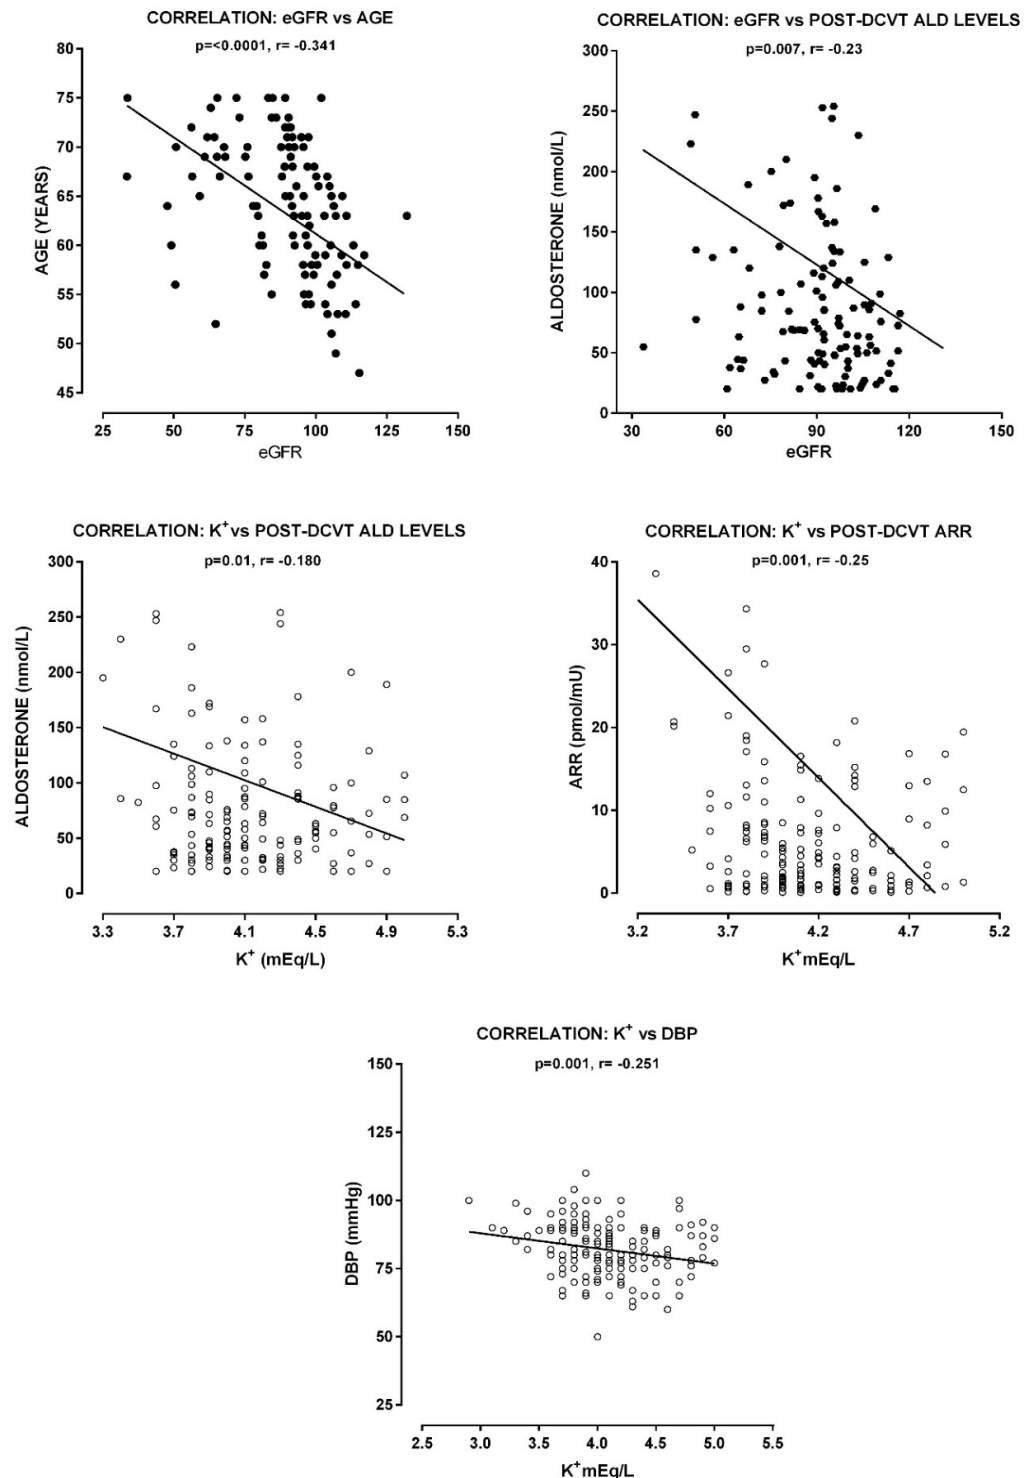 CORRELATION: eGFR vs AGE
p=<0.0001, r= -0.341
AGE (YEARS)
80
75
70
65
60
55
50
45
25 50 75 100 125 150
eGFR
CORRELATION: eGFR vs POST-DCVT ALD LEVELS
p=0.007, r= -0.23
ALDOSTERONE (nmol/L)
300
250
200
150
100
50
0
30 60 90 120 150
eGFR
CORRELATION: K⁺ vs POST-DCVT ALD LEVELS
p=0.01, r= -0.180
ALDOSTERONE (nmol/L)
300
250
200
150
100
50
0
3.3 3.7 4.1 4.5 4.9 5.3
K⁺ (mEq/L)
CORRELATION: K⁺ vs POST-DCVT ARR
p=0.001, r= -0.25
ARR (pmol/mU)
40
30
20
10
0
3.2 3.7 4.2 4.7 5.2
K⁺ mEq/L
CORRELATION: K⁺ vs DBP
p=0.001, r= -0.251
DBP (mmHg)
150
125
100
75
50
25
2.5 3.0 3.5 4.0 4.5 5.0 5.5
K⁺ mEq/L